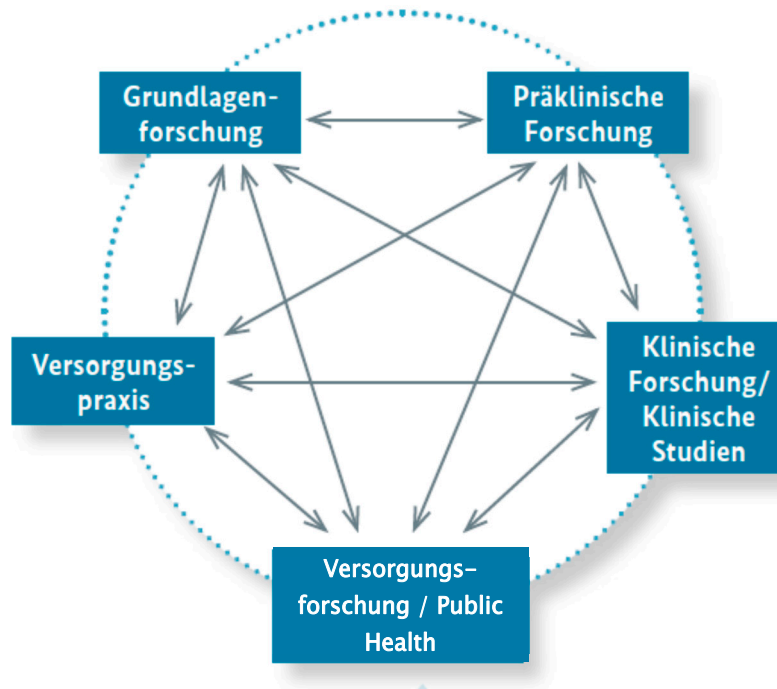 Grundlagen-
forschung
Präklinische
Forschung
Versorgungs-
praxis
Klinische
Forschung/
Klinische
Studien
Versorgungs-
forschung / Public
Health